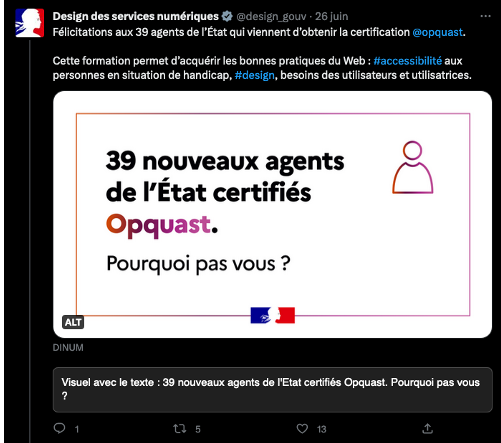 Design des services numériques @design_gouv · 26 juin
Félicitations aux 39 agents de l'État qui viennent d'obtenir la certification @opquast.
Cette formation permet d'acquérir les bonnes pratiques du Web : #accessibilité aux
personnes en situation de handicap, #design, besoins des utilisateurs et utilisatrices.
39 nouveaux agents
de l'État certifiés
Opquast.
Pourquoi pas vous ?
ALT
DINUM
Visuel avec le texte : 39 nouveaux agents de l'Etat certifiés Opquast. Pourquoi pas vous
?
1 5 13